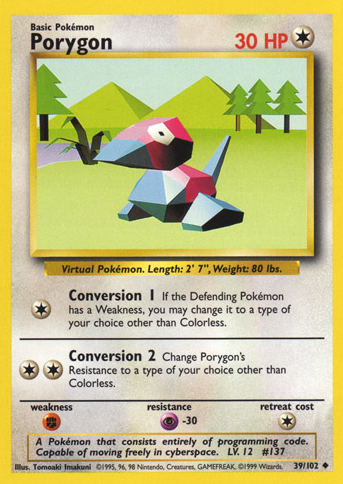 Basic Pokémon
Porygon 30 HP
Virtual Pokémon. Length: 2' 7", Weight: 80 lbs.
Conversion 1 If the Defending Pokémon
has a Weakness, you may change it to a type
of your choice other than Colorless.
Conversion 2 Change Porygon's
Resistance to a type of your choice other than
Colorless.
weakness resistance retreat cost
-30
A Pokémon that consists entirely of programming code.
Capable of moving freely in cyberspace. LV. 12 #137
Illus. Tomoaki Imakuni ©1995, 96, 98 Nintendo, Creatures, GAMEFREAK. ©1999 Wizards. 39/102